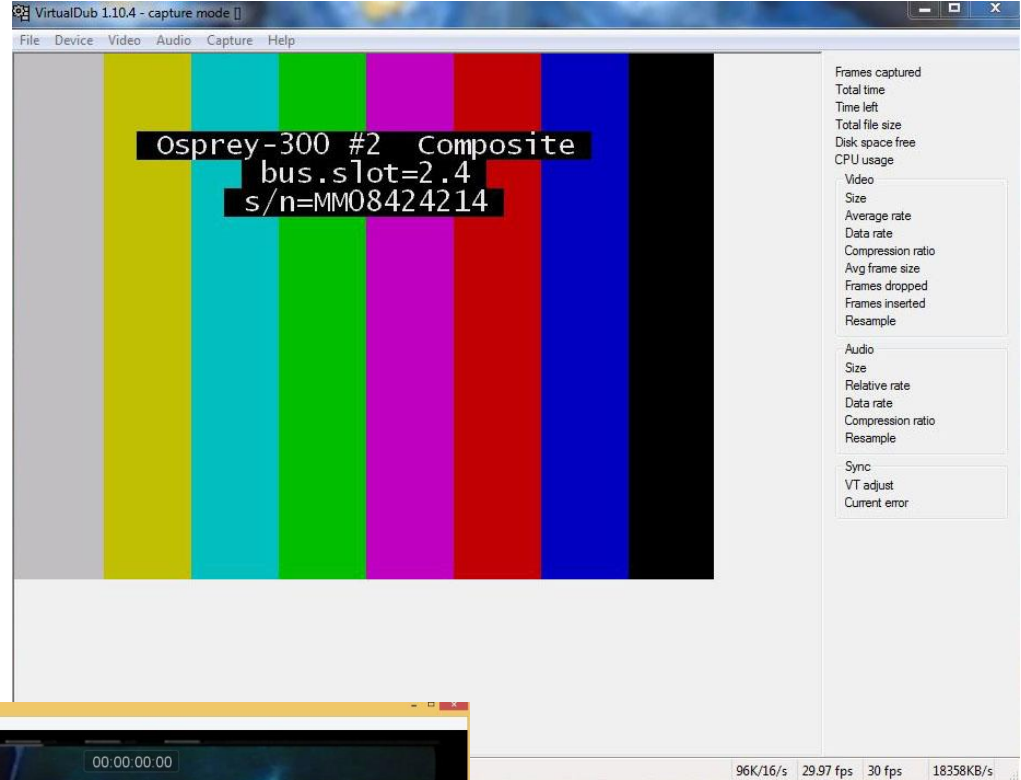 VirtualDub 1.10.4 - capture mode []
File Device Video Audio Capture Help
Osprey-300 #2 Composite
bus.slot=2.4
s/n=MM08424214
Frames captured
Total time
Time left
Total file size
Disk space free
CPU usage
Video
Size
Average rate
Data rate
Compression ratio
Avg frame size
Frames dropped
Frames inserted
Resample
Audio
Size
Relative rate
Data rate
Compression ratio
Resample
Sync
VT adjust
Current error
00:00:00:00
96K/16/s 29.97 fps 30 fps 18358KB/s